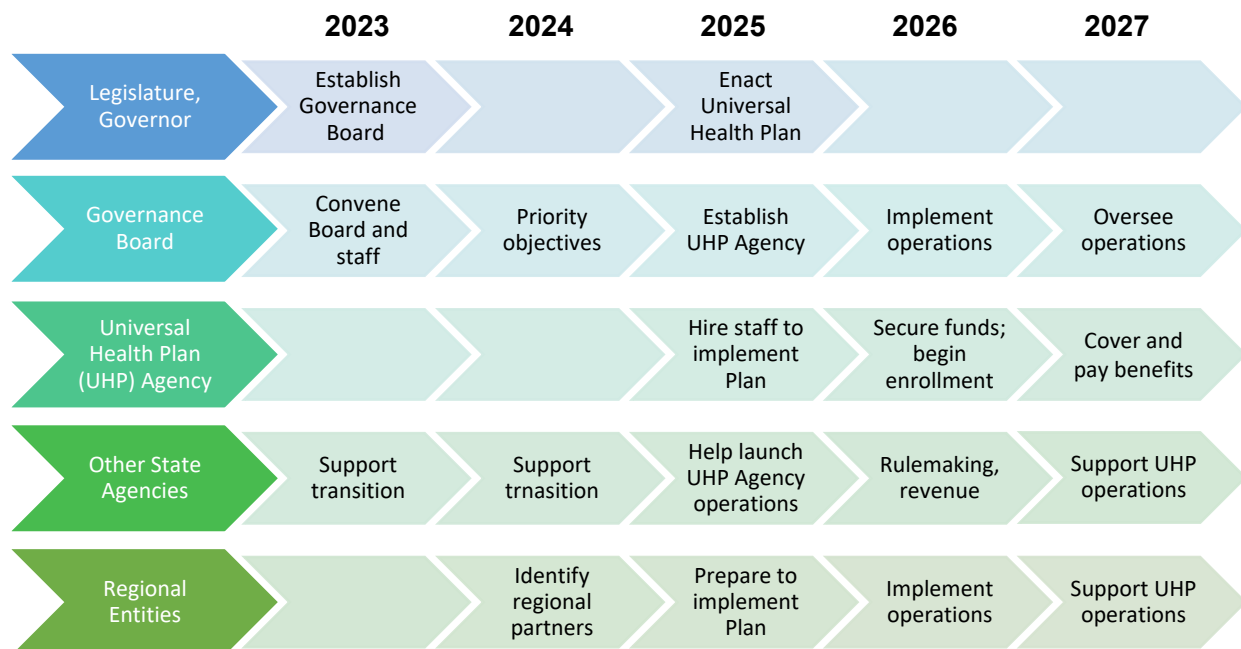 2023 2024 2025 2026 2027
Legislature,
Governor
Establish
Governance
Board
Enact
Universal
Health Plan
Governance
Board
Convene
Board and
staff
Priority
objectives
Establish
UHP Agency
Implement
operations
Oversee
operations
Universal
Health Plan
(UHP) Agency
Hire staff to
implement
Plan
Secure funds;
begin
enrollment
Cover and
pay benefits
Other State
Agencies
Support
transition
Support
trnasition
Help launch
UHP Agency
operations
Rulemaking,
revenue
Support UHP
operations
Regional
Entities
Identify
regional
partners
Prepare to
implement
Plan
Implement
operations
Support UHP
operations